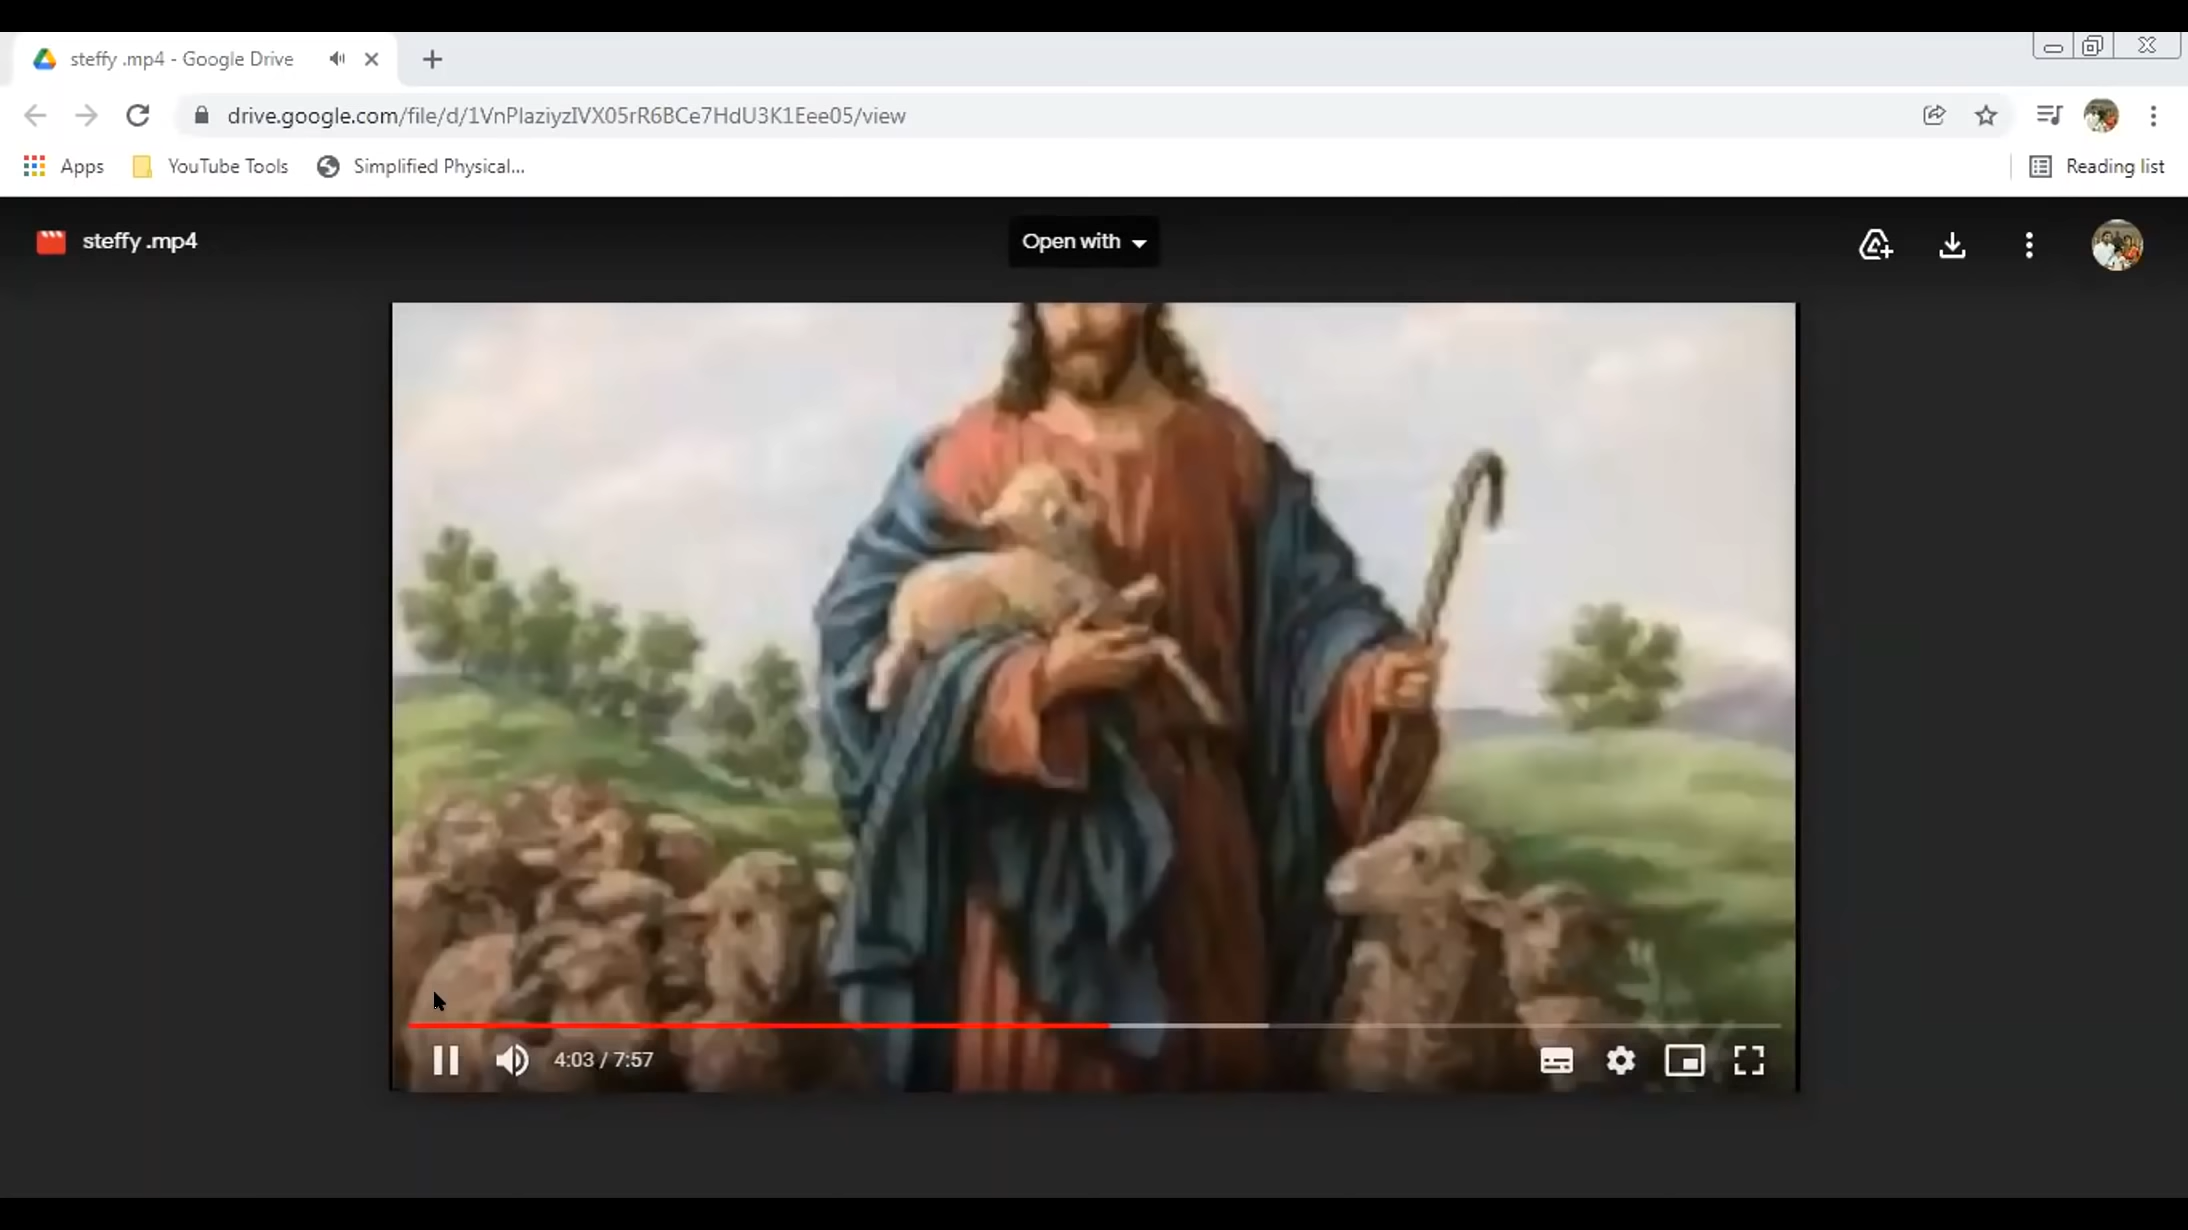 steffy .mp4 - Google Drive
drive.google.com/file/d/1VnPIaziyzIVX05rR6BCe7HdU3K1Eee05/view
Apps
YouTube Tools
Simplified Physical...
Reading list
steffy .mp4
Open with
4:03 / 7:57